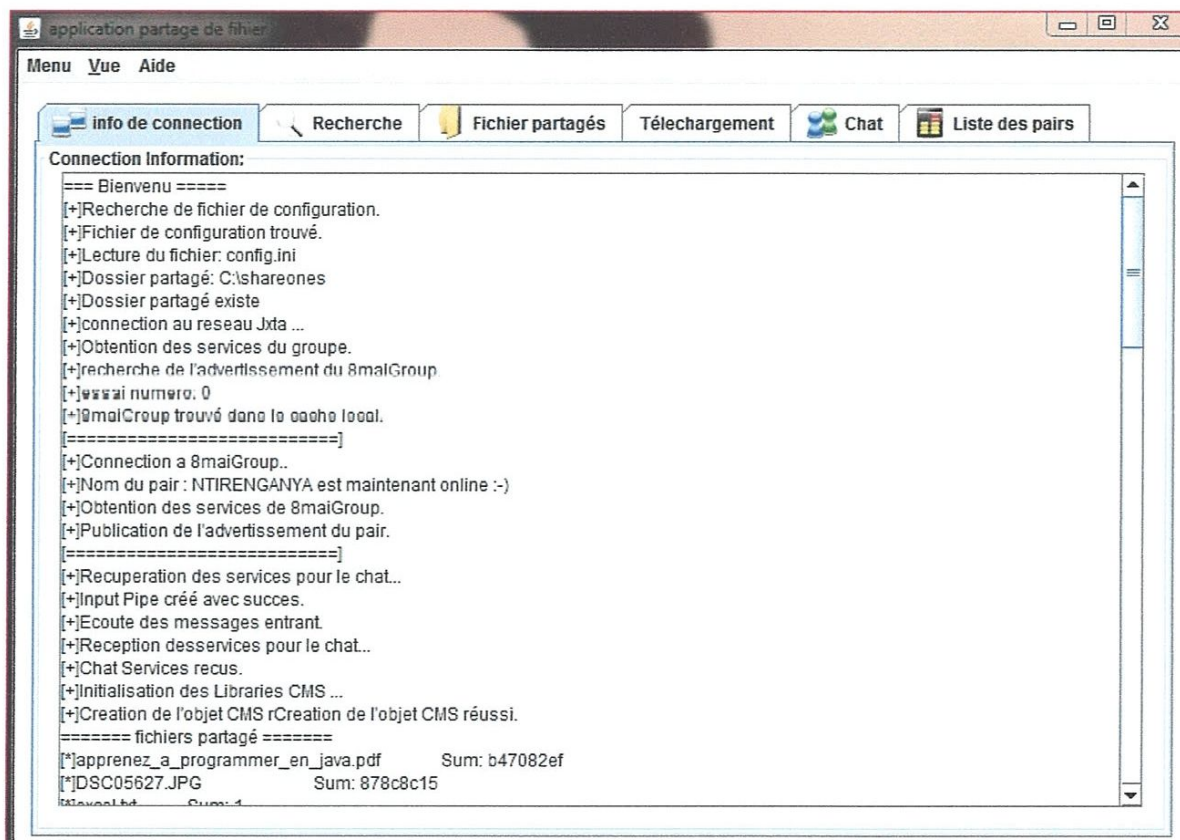 application partage de fihier
Menu Vue Aide
info de connection Recherche Fichier partagés Télechargement Chat Liste des pairs
Connection Information:
=== Bienvenu =====
[+]Recherche de fichier de configuration.
[+]Fichier de configuration trouvé.
[+]Lecture du fichier: config.ini
[+]Dossier partagé: C:\shareones
[+]Dossier partagé existe
[+]connection au reseau Jxta ...
[+]Obtention des services du groupe.
[+]recherche de l'advertissement du 8maiGroup
[+]essai numero: 0
[+]8maiGroup trouvé dans le cache local.
[===========================]
[+]Connection a 8maiGroup..
[+]Nom du pair : NTIRENGANYA est maintenant online :-)
[+]Obtention des services de 8maiGroup.
[+]Publication de l'advertissement du pair.
[===========================]
[+]Recuperation des services pour le chat...
[+]Input Pipe créé avec succes.
[+]Ecoute des messages entrant.
[+]Reception desservices pour le chat...
[+]Chat Services recus.
[+]Initialisation des Libraries CMS ...
[+]Creation de l'objet CMS rCreation de l'objet CMS réussi.
======= fichiers partagé =======
[*]apprenez_a_programmer_en_java.pdf Sum: b47082ef
[*]DSC05627.JPG Sum: 878c8c15
Sum: 1